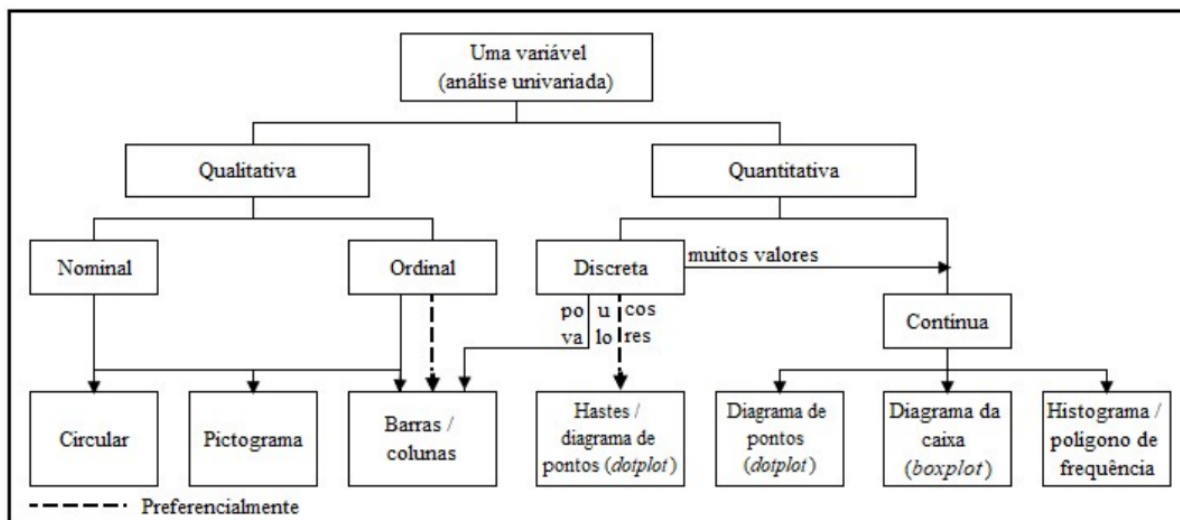 Uma variável
(análise univariada)
Qualitativa
Quantitativa
Nominal
Ordinal
Discreta
muitos valores
po u cos
va lo res
Contínua
Circular
Pictograma
Barras /
colunas
Hastes /
diagrama de
pontos (dotplot)
Diagrama de
pontos
(dotplot)
Diagrama da
caixa
(boxplot)
Histograma /
polígono de
frequência
Preferencialmente